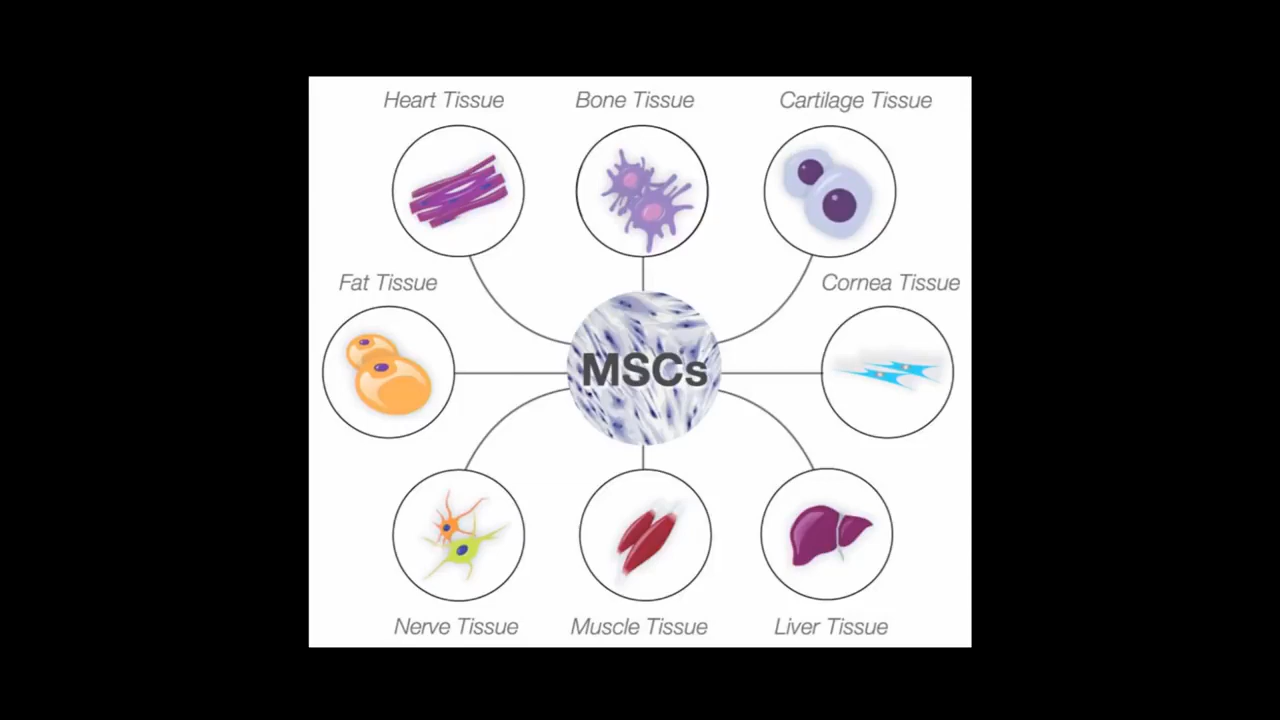 Heart Tissue
Bone Tissue
Cartilage Tissue
Fat Tissue
Cornea Tissue
MSCs
Nerve Tissue
Muscle Tissue
Liver Tissue